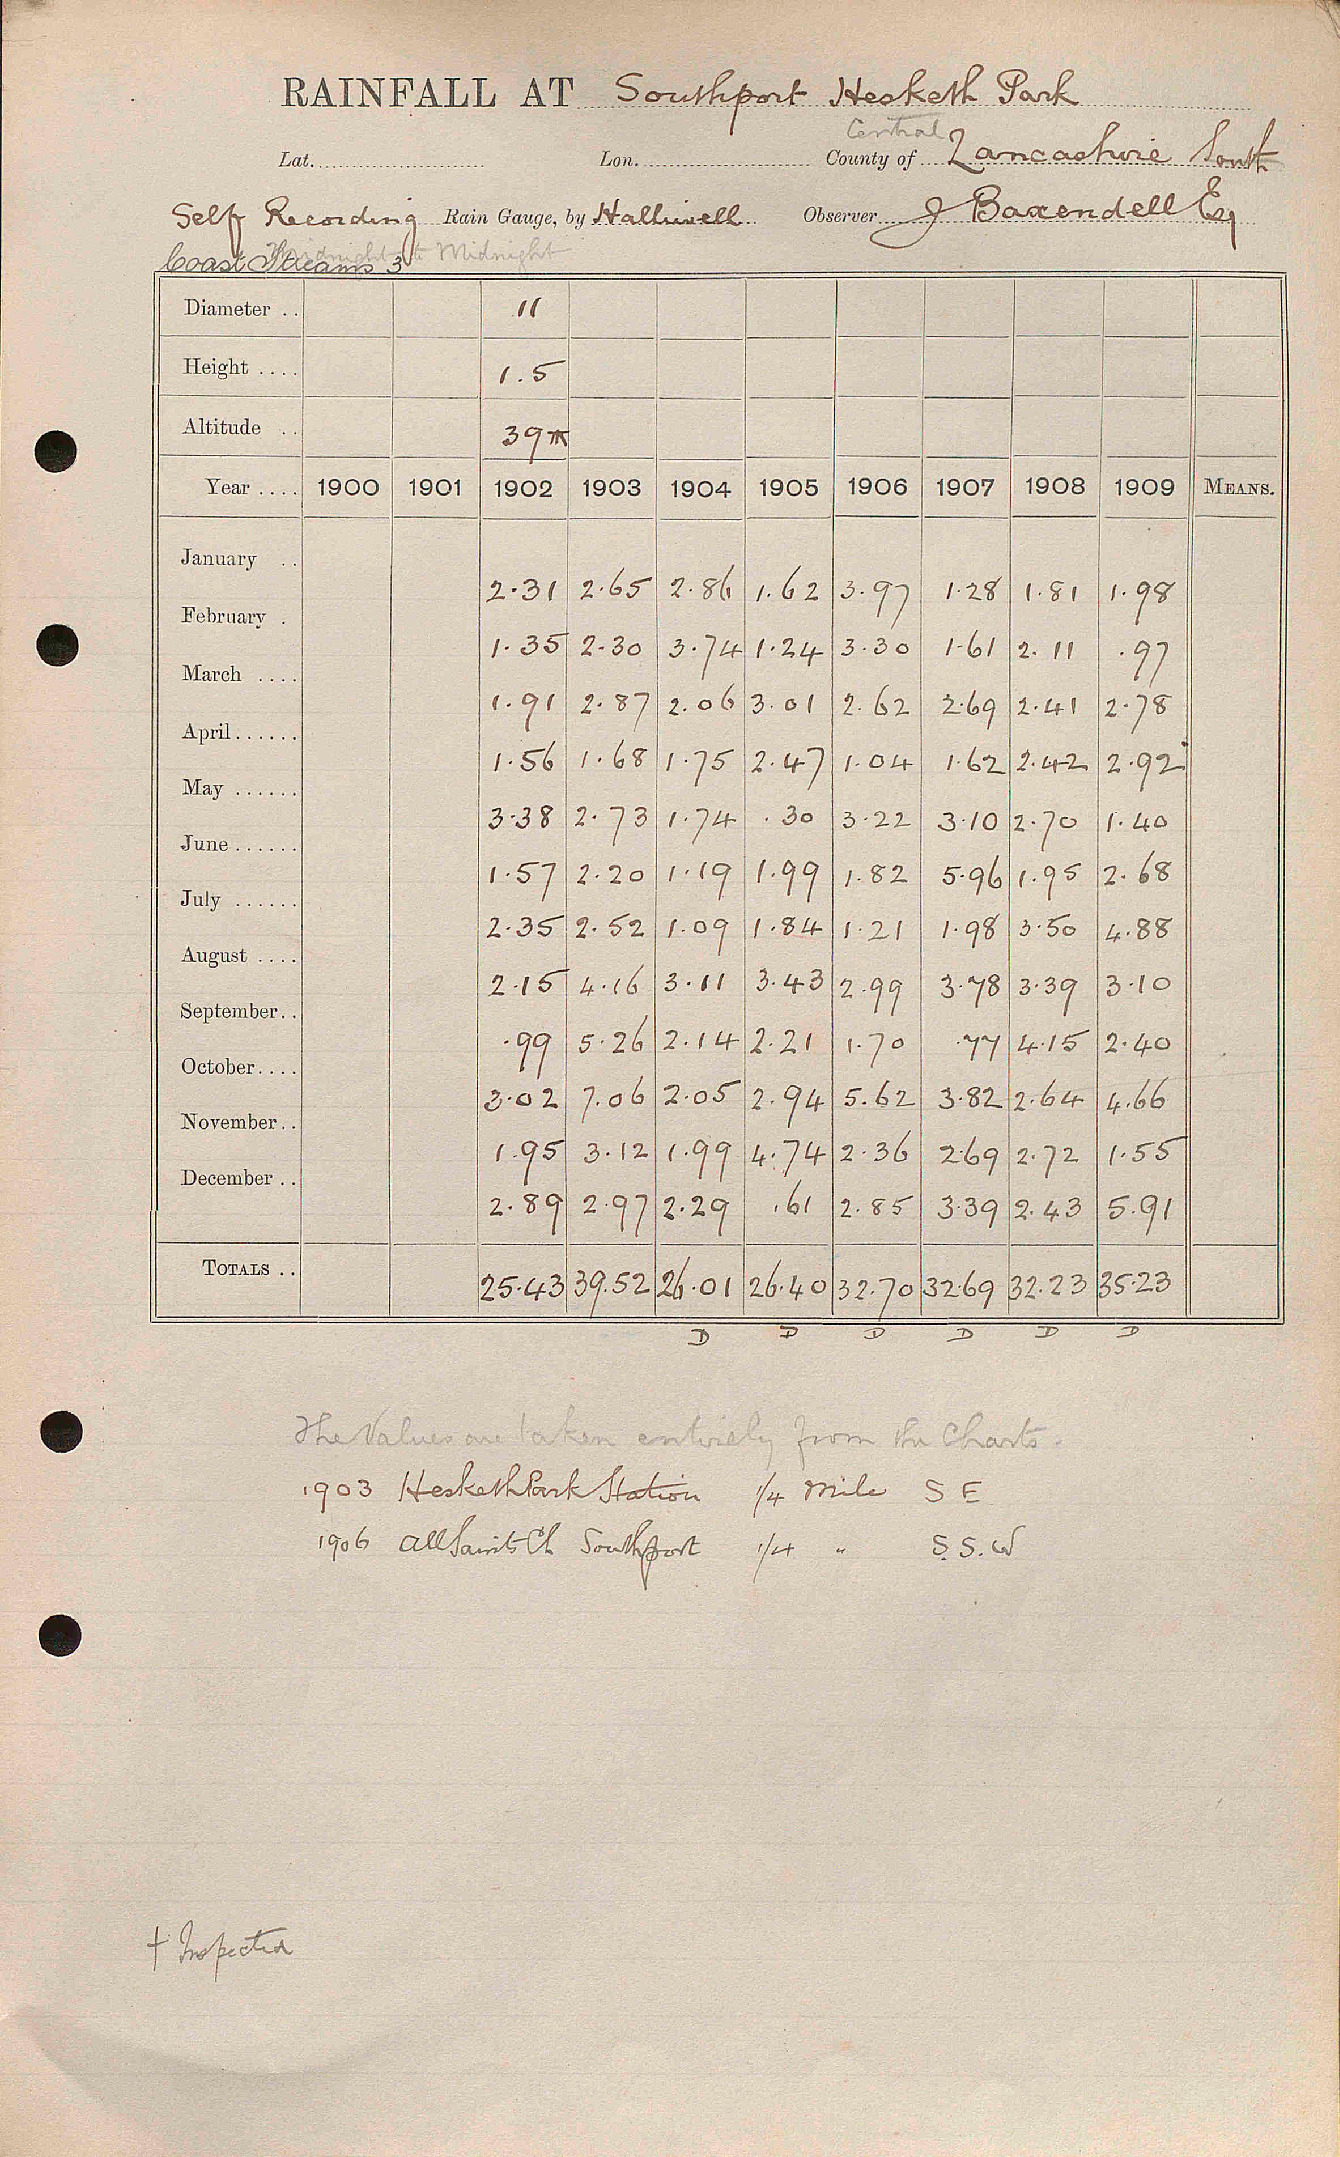 RAINFALL AT Southport Hesketh Park
Central
Lat. Lon. County of Lancashire South
Self Recording Rain Gauge, by Halliwell Observer J Baxendell Esq
Midnight to Midnight
Coast Streams 3
Diameter .. 11
Height .... 1.5
Altitude .. 39
Year .... 1900 1901 1902 1903 1904 1905 1906 1907 1908 1909 MEANS.
January .. 2.31 2.65 2.86 1.62 3.97 1.28 1.81 1.98
February . 1.35 2.30 3.74 1.24 3.30 1.61 2.11 .97
March .... 1.91 2.87 2.06 3.01 2.62 2.69 2.41 2.78
April...... 1.56 1.68 1.75 2.47 1.04 1.62 2.42 2.92
May ...... 3.38 2.73 1.74 .30 3.22 3.10 2.70 1.40
June...... 1.57 2.20 1.19 1.99 1.82 5.96 1.95 2.68
July ...... 2.35 2.52 1.09 1.84 1.21 1.98 3.50 4.88
August .... 2.15 4.16 3.11 3.43 2.99 3.78 3.39 3.10
September.. .99 5.26 2.14 2.21 1.70 .77 4.15 2.40
October.... 3.02 7.06 2.05 2.94 5.62 3.82 2.64 4.66
November.. 1.95 3.12 1.99 4.74 2.36 2.69 2.72 1.55
December .. 2.89 2.97 2.29 .61 2.85 3.39 2.43 5.91
TOTALS .. 25.43 39.52 26.01 26.40 32.70 32.69 32.23 35.23
D D D D D D
The Values are taken entirely from the Charts.
1903 Hesketh Park Station 1/4 Mile S E
1906 All Saints Ch Southport 1/4 " S.S.W
† Inspected